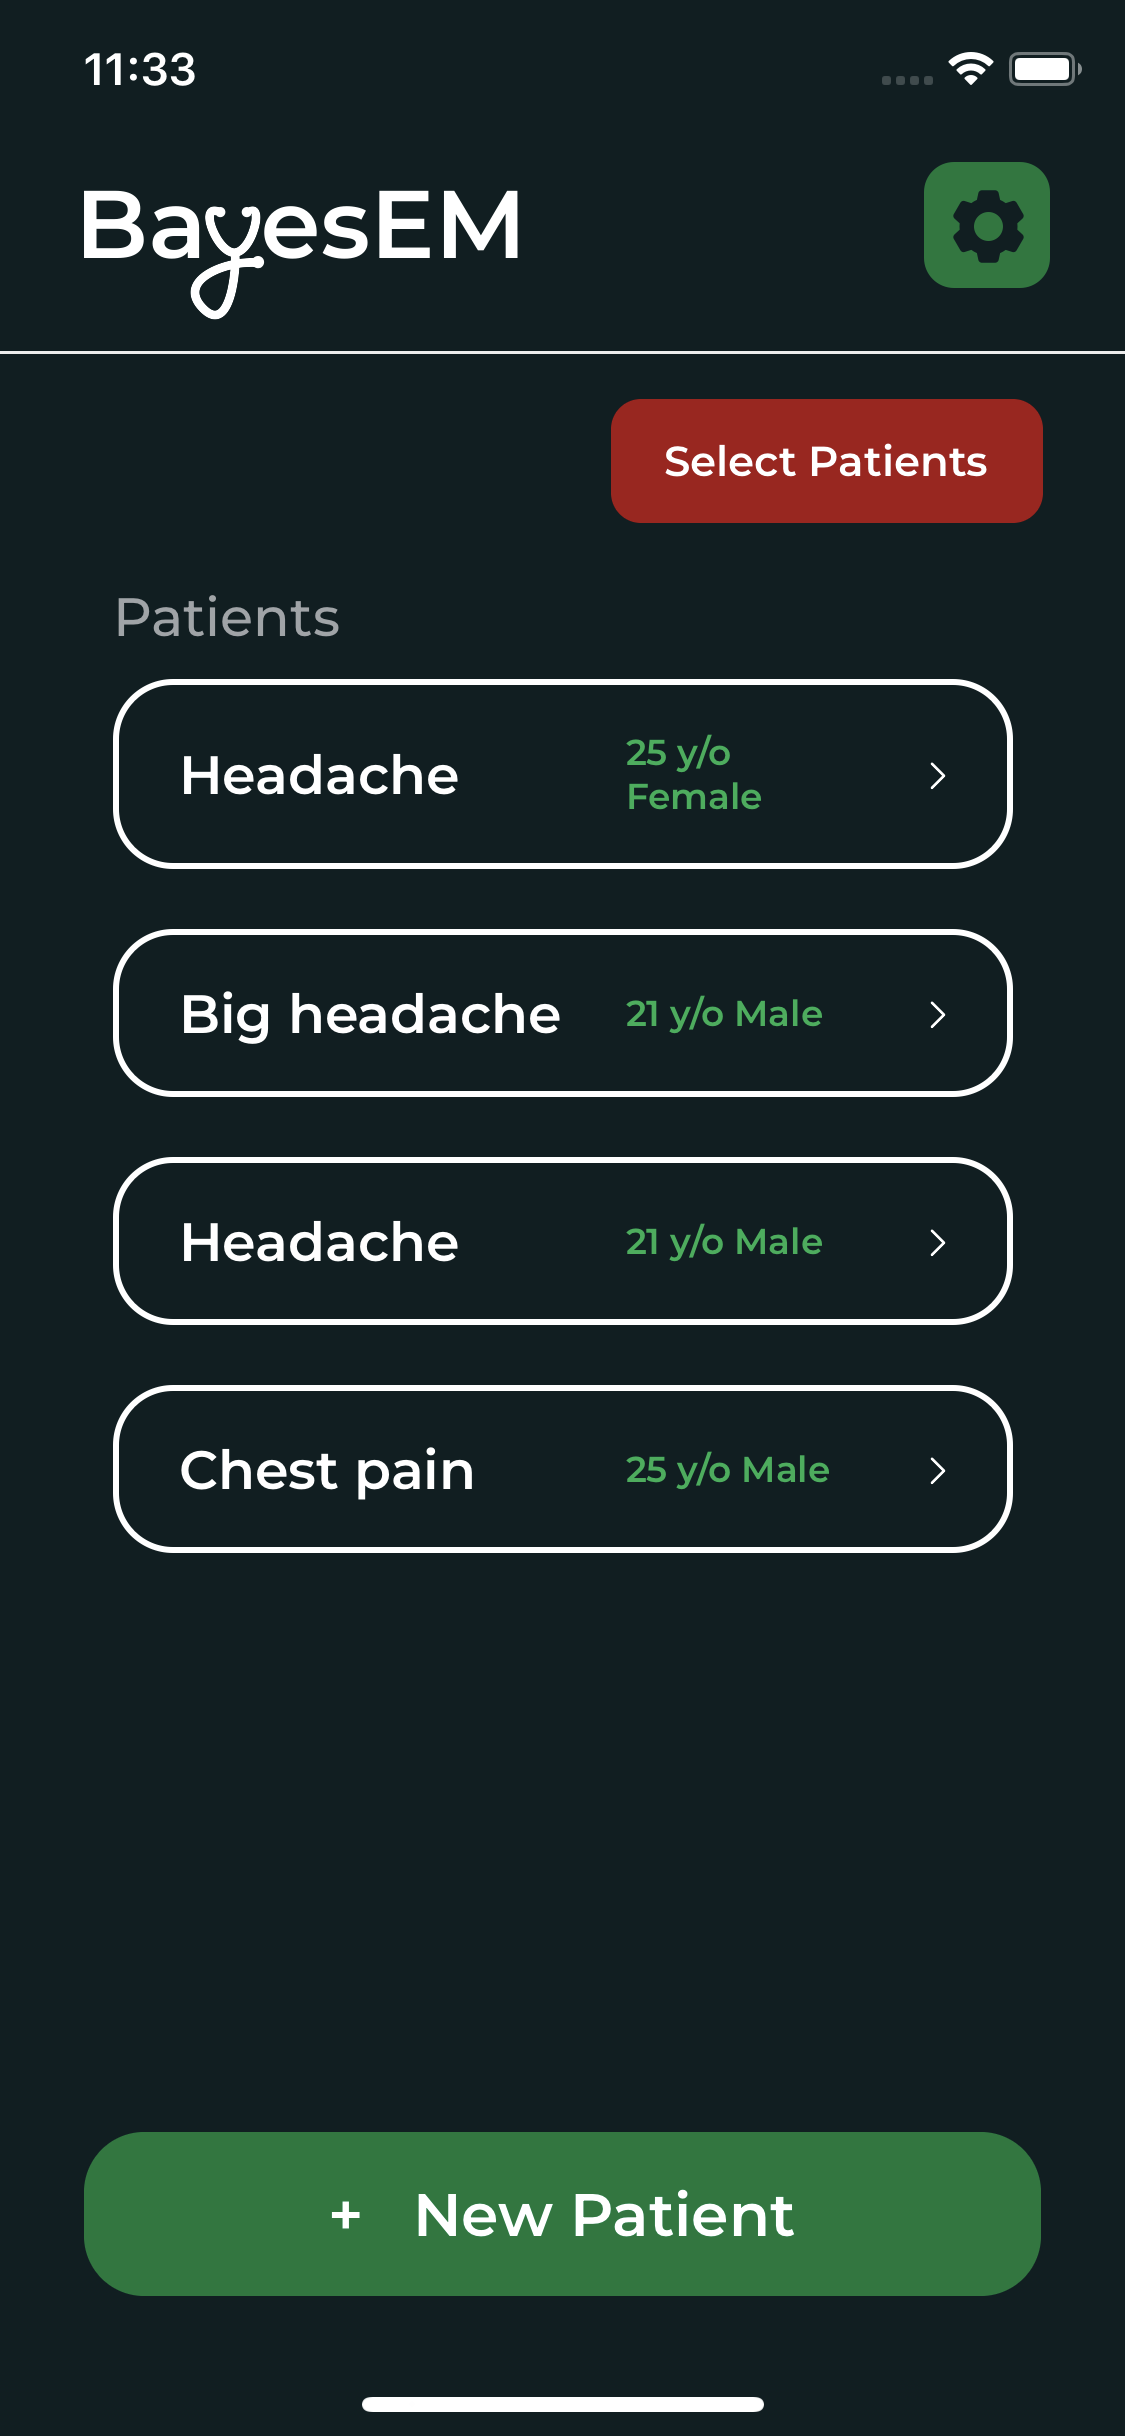 11:33
BayesEM
Select Patients
Patients
Headache
25 y/o
Female
Big headache
21 y/o Male
Headache
21 y/o Male
Chest pain
25 y/o Male
+ New Patient